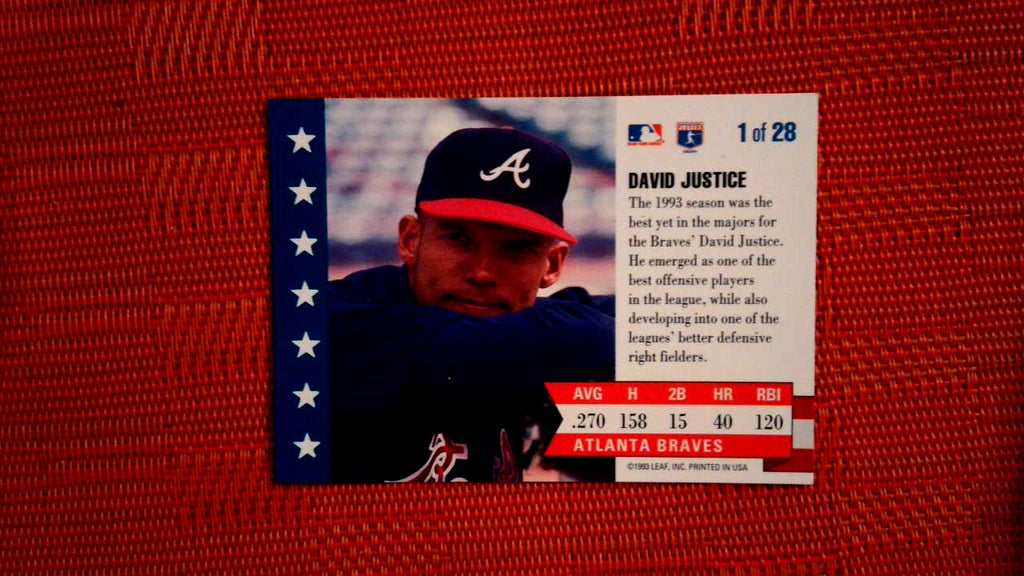 A
1 of 28
DAVID JUSTICE
The 1993 season was the
best yet in the majors for
the Braves' David Justice.
He emerged as one of the
best offensive players
in the league, while also
developing into one of the
leagues' better defensive
right fielders.
AVG H 2B HR RBI
.270 158 15 40 120
ATLANTA BRAVES
©1993 LEAF, INC. PRINTED IN USA